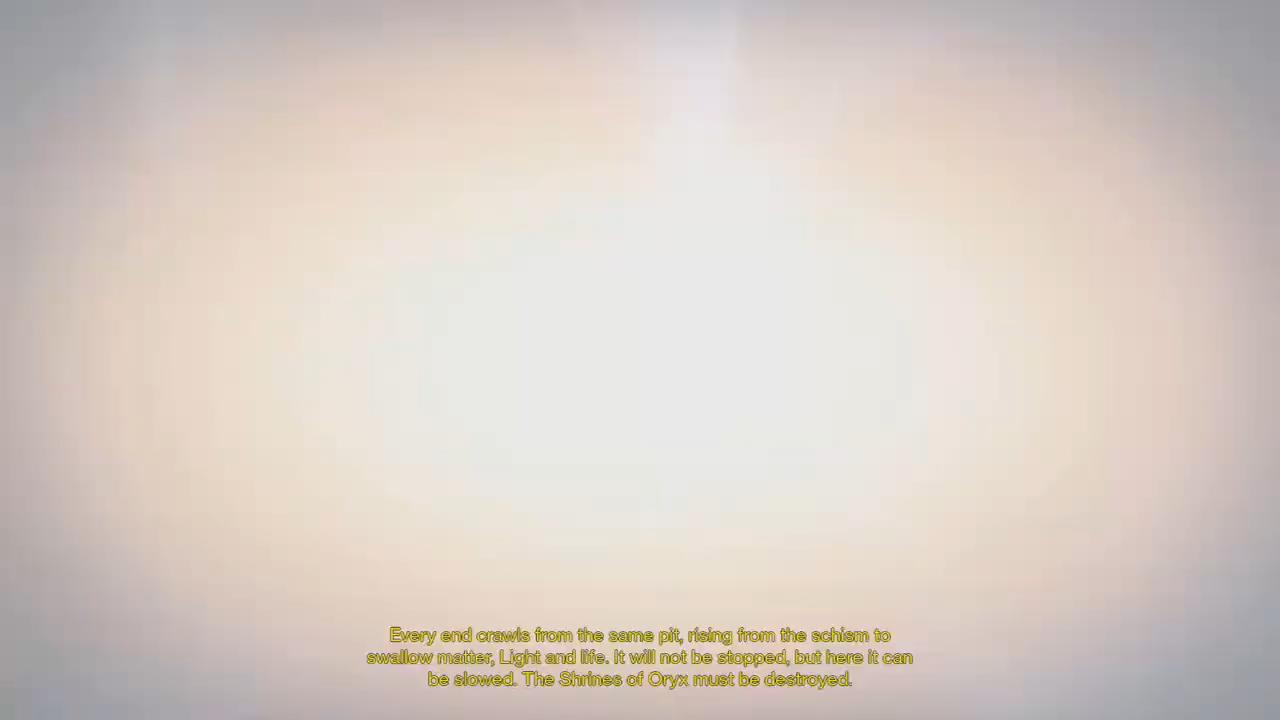 Every end crawls from the same pit, rising from the schism to
swallow matter, Light and life. It will not be stopped, but here it can
be slowed. The Shrines of Oryx must be destroyed.